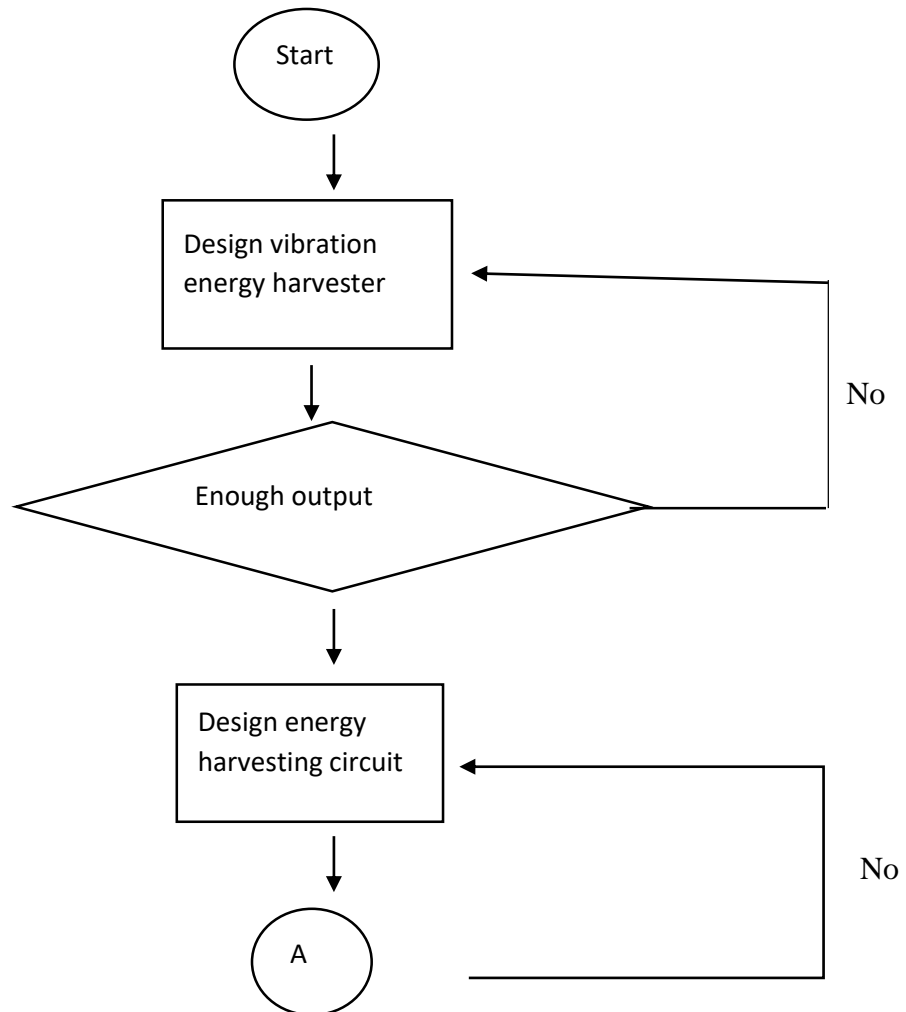 Start
Design vibration
energy harvester
No
Enough output
Design energy
harvesting circuit
No
A